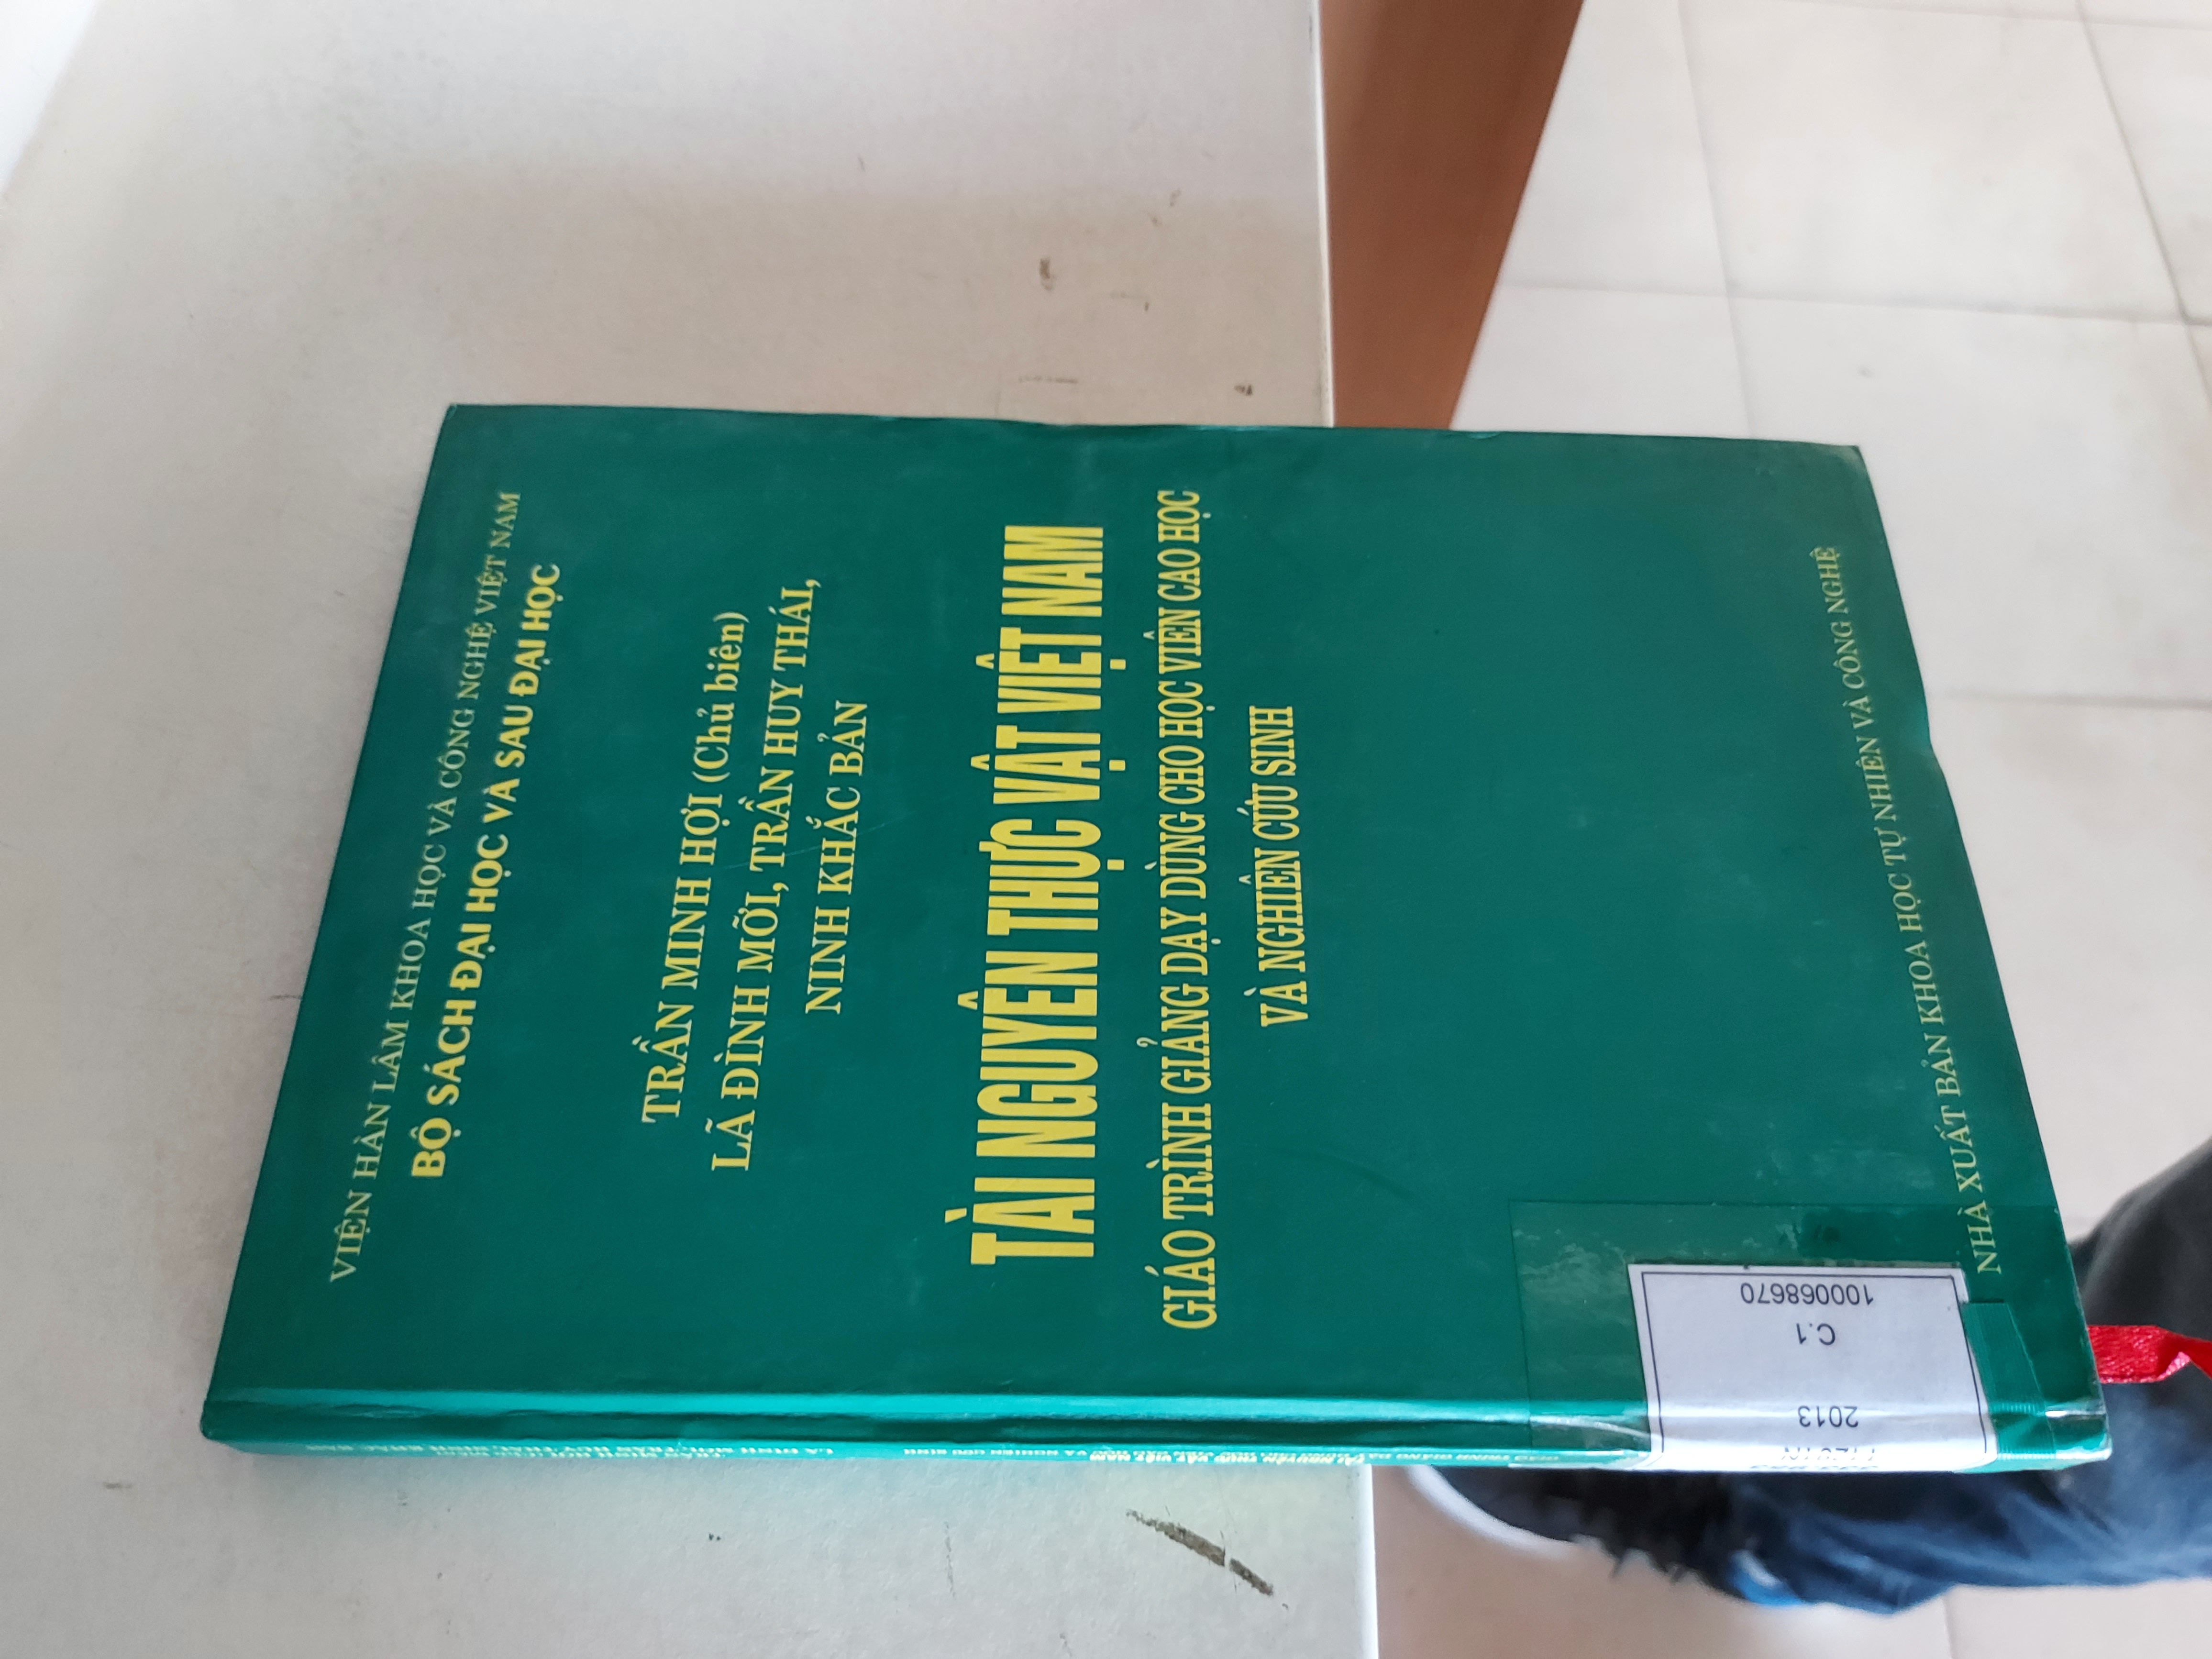 VIỆN HÀN LÂM KHOA HỌC VÀ CÔNG NGHỆ VIỆT NAM
BỘ SÁCH ĐẠI HỌC VÀ SAU ĐẠI HỌC
TRẦN MINH HỢI (Chủ biên)
LÃ ĐÌNH MỠI, TRẦN HUY THÁI,
NINH KHẮC BẢN
TÀI NGUYÊN THỰC VẬT VIỆT NAM
GIÁO TRÌNH GIẢNG DẠY DÙNG CHO HỌC VIÊN CAO HỌC
VÀ NGHIÊN CỨU SINH
NHÀ XUẤT BẢN KHOA HỌC TỰ NHIÊN VÀ CÔNG NGHỆ
2013
C.1
100068670